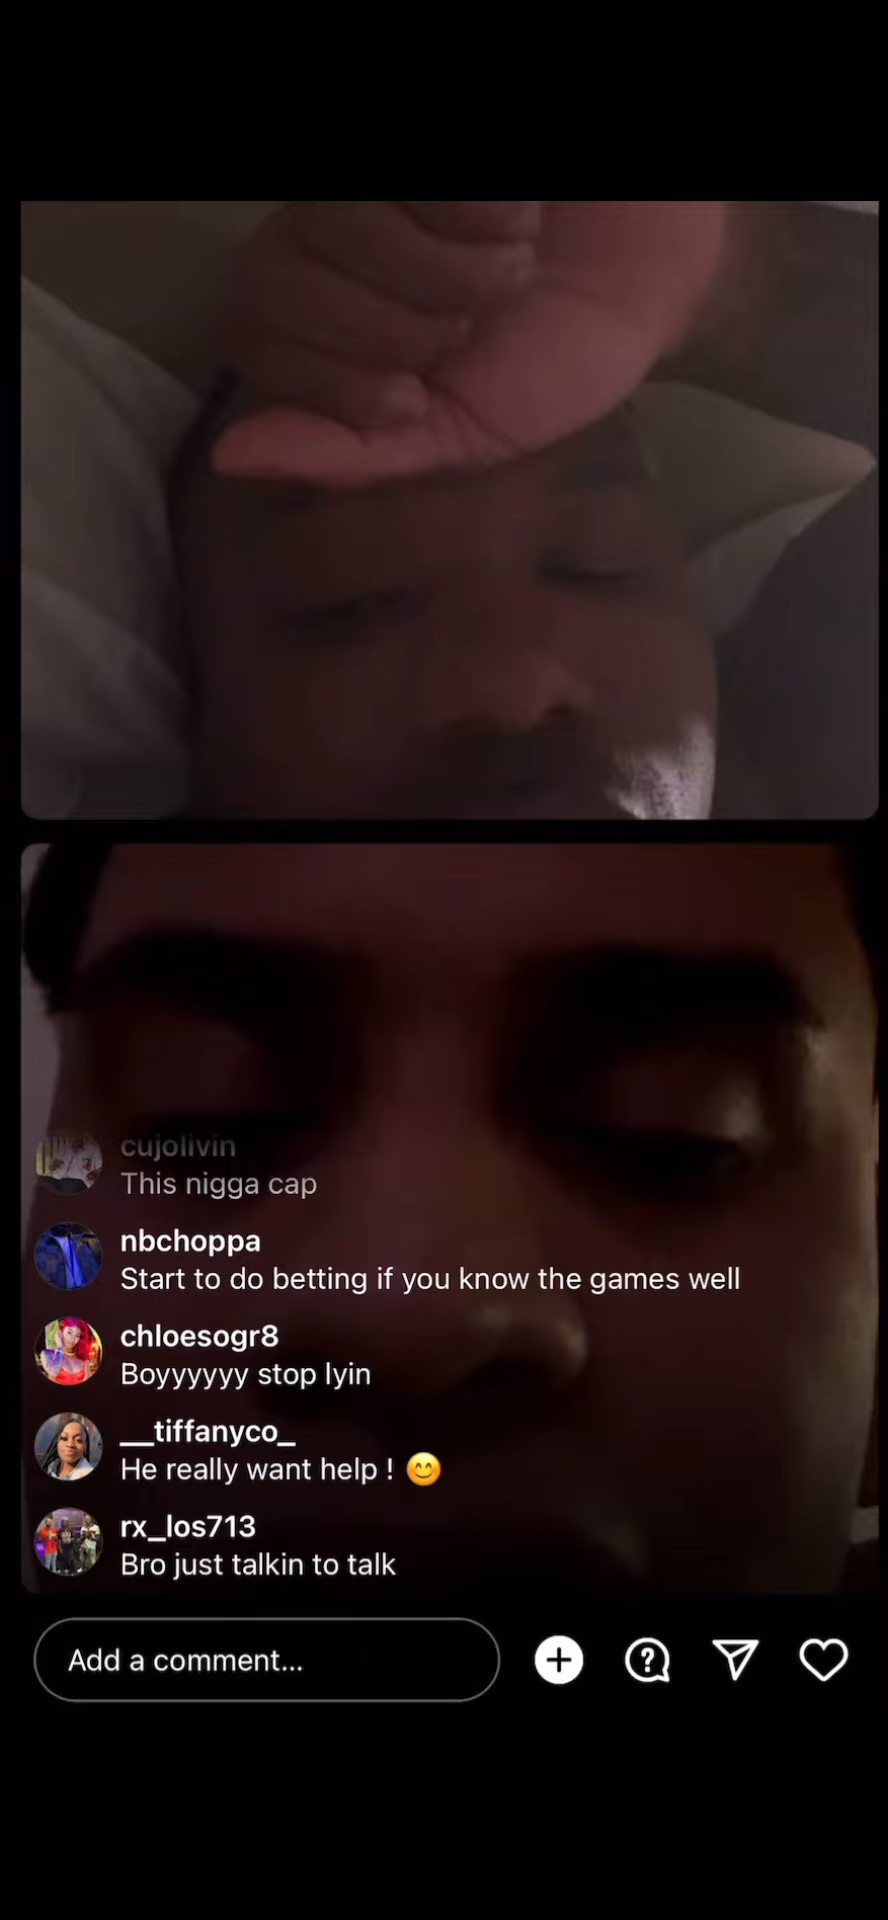 cujolivin
This nigga cap
nbchoppa
Start to do betting if you know the games well
chloesogr8
Boyyyyyy stop lyin
__tiffanyco_
He really want help ! 😊
rx_los713
Bro just talkin to talk
Add a comment...